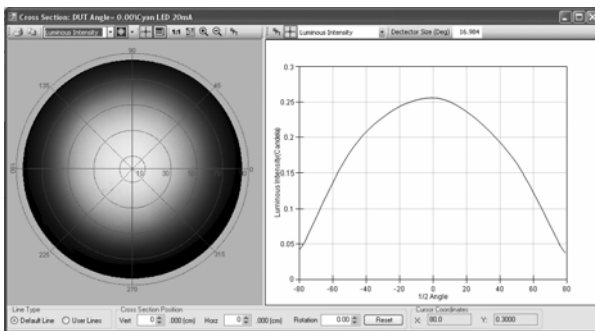 Cross Section: DUT Angle= 0.00\Cyan LED 20mA
Luminous Intensity
1:1
Luminous Intensity
Dectector Size (Deg)
16.984
90
135
45
180
10
30
225
315
270
Luminous Intensity(Candela)
0.3
0.25
0.2
0.15
0.1
0.05
0
-80 -60 -40 -20 0 20 40 60 80
1/2 Angle
Line Type
Default Line
User Lines
Cross Section Position
Vert 0 .000 (cm) Horz 0 .000 (cm) Rotation 0.00 Reset
Cursor Coordinates
X: 80.0 Y: 0.3000